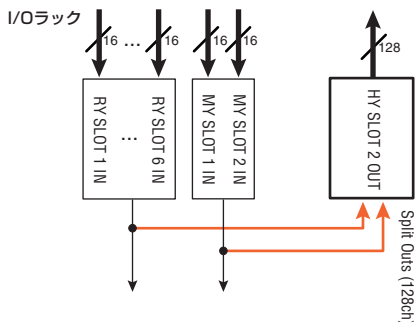 I/Oラック
16 ... 16 16 16 128
RY SLOT 1 IN
...
RY SLOT 6 IN
MY SLOT 1 IN
MY SLOT 2 IN
HY SLOT 2 OUT
Split Outs (128ch)